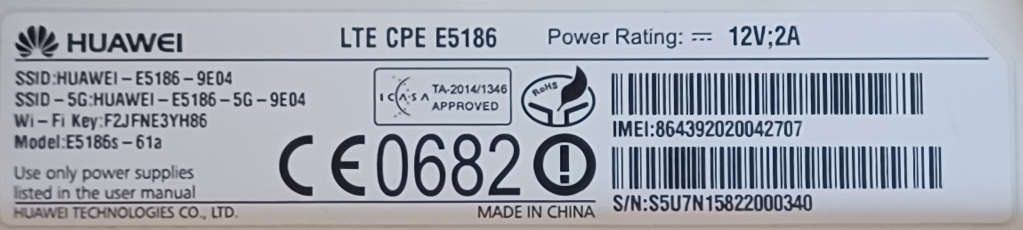 HUAWEI
LTE CPE E5186
Power Rating: ⎓ 12V;2A
SSID:HUAWEI-E5186-9E04
SSID-5G:HUAWEI-E5186-5G-9E04
Wi-Fi Key:F2JFNE3YH86
Model:E5186s-61a
Use only power supplies
listed in the user manual
HUAWEI TECHNOLOGIES CO., LTD.
ICASA
TA-2014/1346
APPROVED
RoHS
CE0682
MADE IN CHINA
IMEI:864392020042707
S/N:S5U7N15822000340